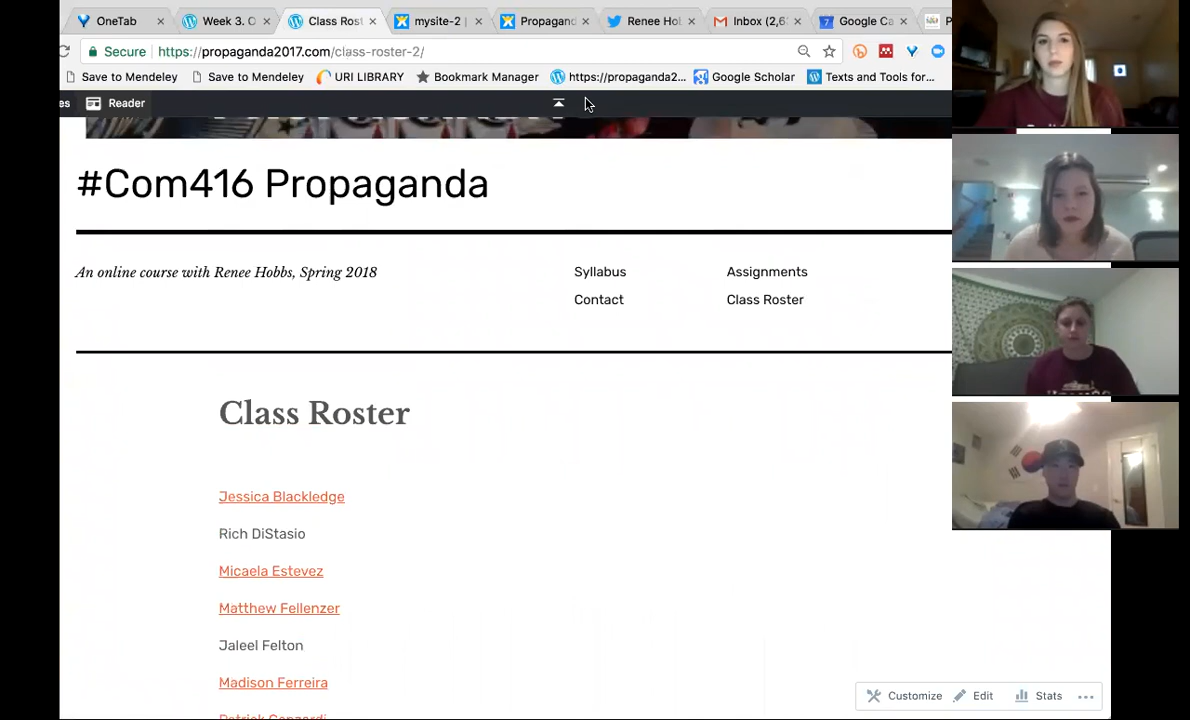 OneTab × Week 3. C × Class Ros × mysite-2 | × Propagand × Renee Ho × Inbox (2,6 × Google Ca × P
Secure https://propaganda2017.com/class-roster-2/
Save to Mendeley Save to Mendeley URI LIBRARY Bookmark Manager https://propaganda2... Google Scholar Texts and Tools for...
es Reader
#Com416 Propaganda
An online course with Renee Hobbs, Spring 2018
Syllabus Assignments
Contact Class Roster
Class Roster
Jessica Blackledge
Rich DiStasio
Micaela Estevez
Matthew Fellenzer
Jaleel Felton
Madison Ferreira
Customize Edit Stats ...